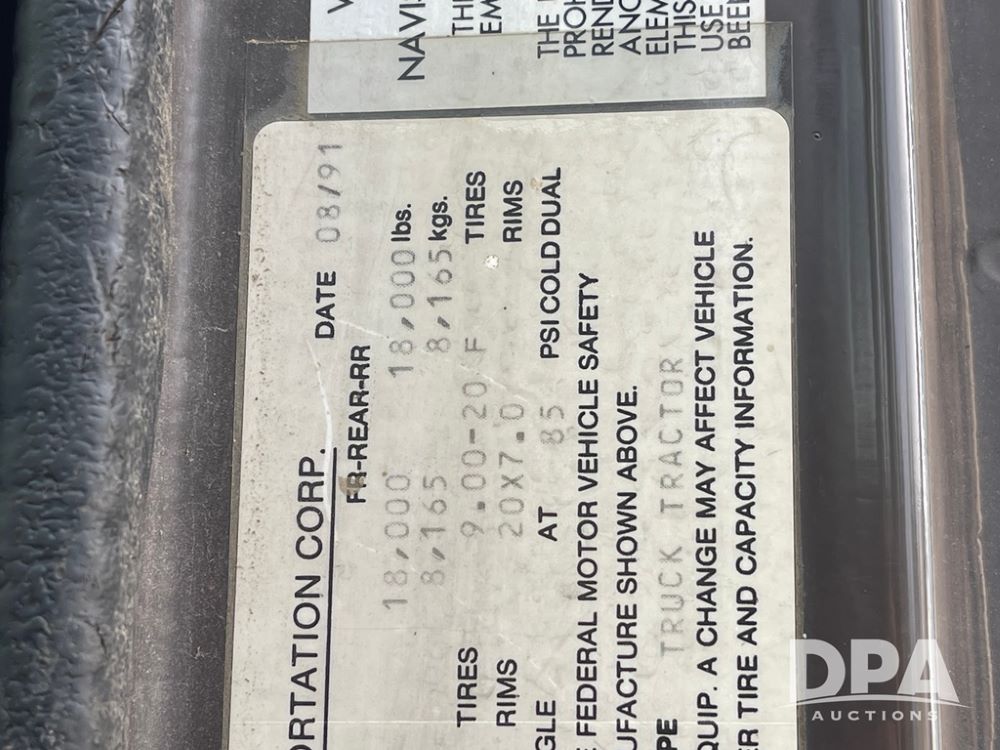 ORTATION CORP. DATE 08/91
FR-REAR-RR
18,000 18,000 lbs.
8,165 8,165 kgs.
TIRES 9.00-20 F TIRES
RIMS 20X7.0 RIMS
GLE AT 85 PSI COLD DUAL
E FEDERAL MOTOR VEHICLE SAFETY
UFACTURE SHOWN ABOVE.
PE TRUCK TRACTOR
QUIP. A CHANGE MAY AFFECT VEHICLE
ER TIRE AND CAPACITY INFORMATION.
NAVIS
EM
THE
PROH
REND
ELEM
THIS
USE
DPA
AUCTIONS